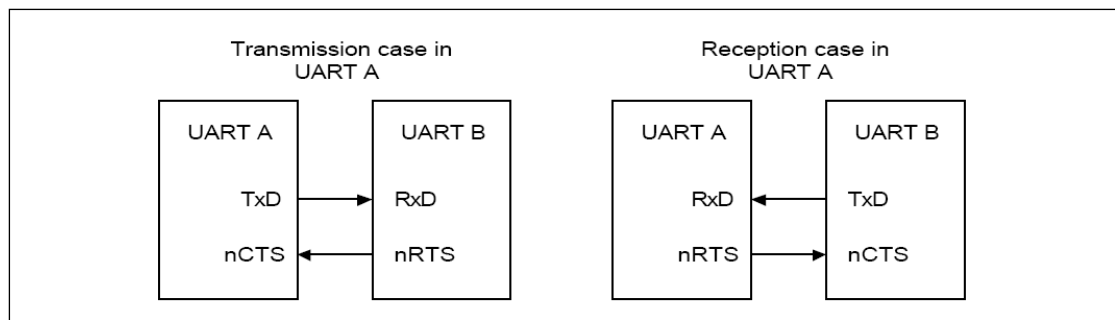 Transmission case in
UART A
Reception case in
UART A
UART A
UART B
TxD
RxD
nCTS
nRTS
UART A
UART B
RxD
TxD
nRTS
nCTS